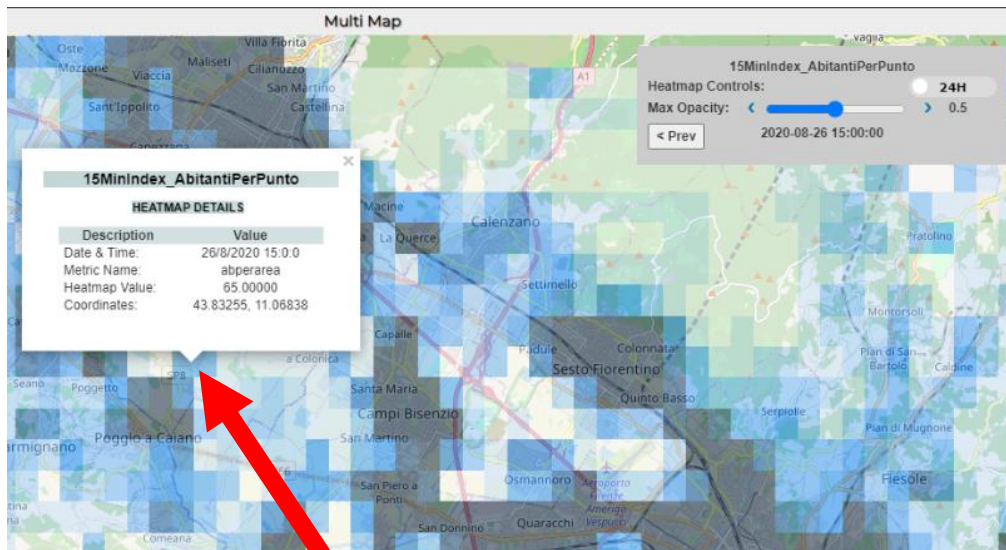 Multi Map
Villa Fiorita
vaglia
Oste
Mazzone
Viaccia
Maliseti
Cilianuzzo
San Martino
Castellina
Sant'Ippolito
A1
15MinIndex_AbitantiPerPunto
Heatmap Controls:
24H
Max Opacity:
0.5
< Prev
2020-08-26 15:00:00
×
15MinIndex_AbitantiPerPunto
HEATMAP DETAILS
Description Value
Date & Time: 26/8/2020 15:0:0
Metric Name: abperarea
Heatmap Value: 65.00000
Coordinates: 43.83255, 11.06838
Macine
La Querce
Calenzano
Pratolino
Settimello
Montorsoli
Capalle
a Colonica
Padule
Colonnata
Sesto Fiorentino
Pian di San
Bartolo
Caldine
SP8
Seano
Poggetto
Santa Maria
Quinto Basso
Campi Bisenzio
Serpiolle
Pian di Mugnone
Poggio a Caiano
armignano
San Martino
San Piero a
Ponti
Osmannoro
Aeroporto
Firenze
Amerigo
Vespucci
Fiesole
San Donnino
Quaracchi
Comeana